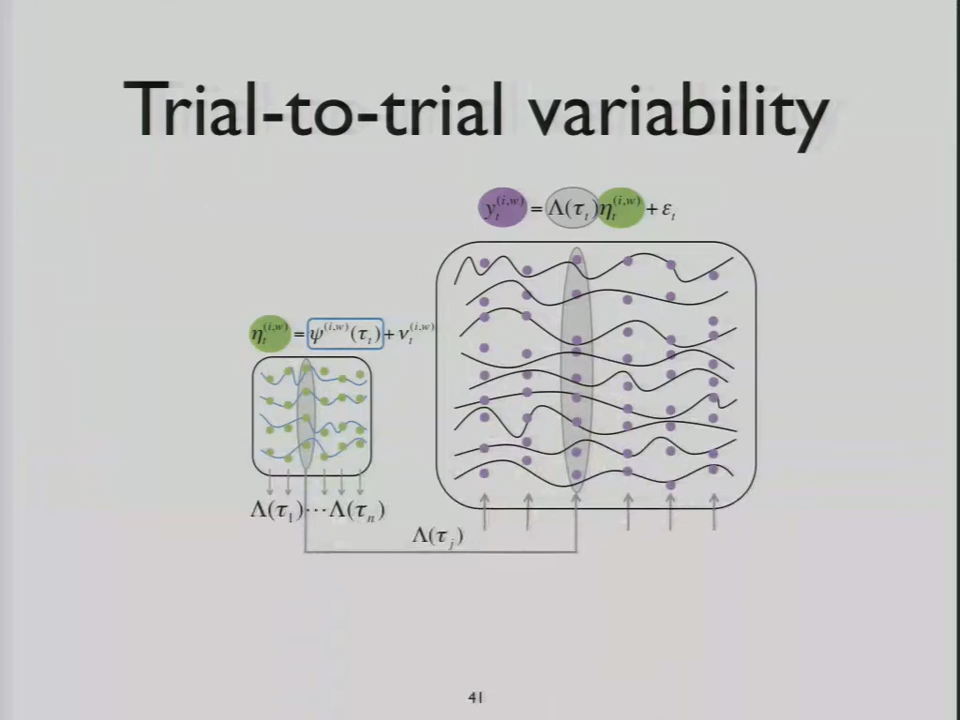 Trial-to-trial variability
y_t^{(i,w)} = Λ(τ_t) η_t^{(i,w)} + ε_t
η_t^{(i,w)} = ψ^{(i,w)}(τ_t) + ν_t^{(i,w)}
Λ(τ_1) ⋯ Λ(τ_n)
Λ(τ_j)
41